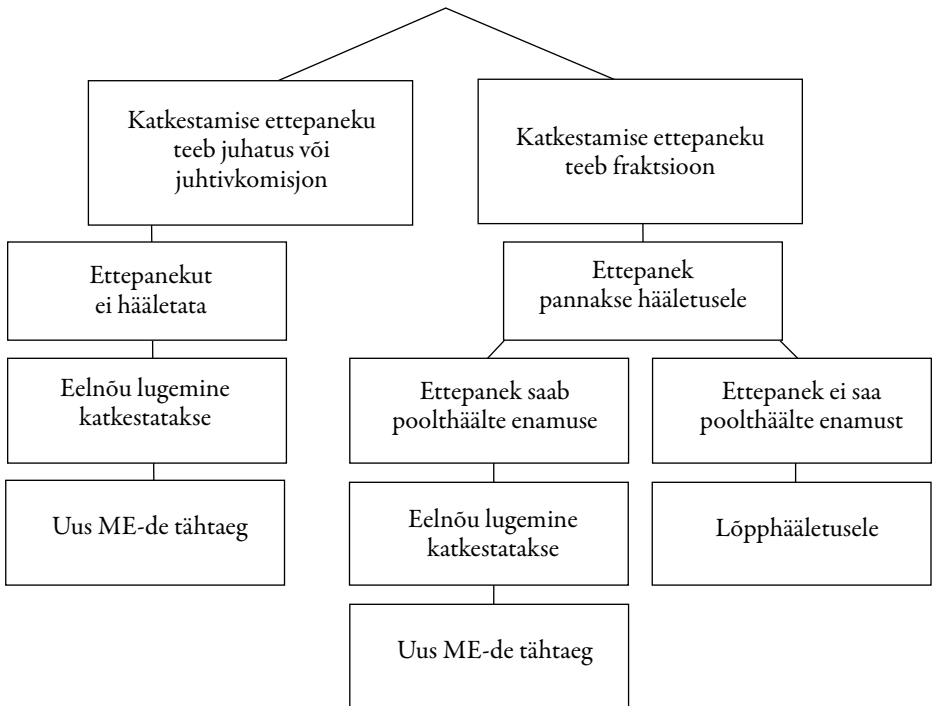 Katkestamise ettepaneku
teeb juhatus või
juhtivkomisjon
Katkestamise ettepaneku
teeb fraktsioon
Ettepanekut
ei hääletata
Ettepanek
pannakse hääletusele
Eelnõu lugemine
katkestatakse
Ettepanek saab
poolthäälte enamuse
Ettepanek ei saa
poolthäälte enamust
Uus ME-de tähtaeg
Eelnõu lugemine
katkestatakse
Lõpphääletusele
Uus ME-de tähtaeg